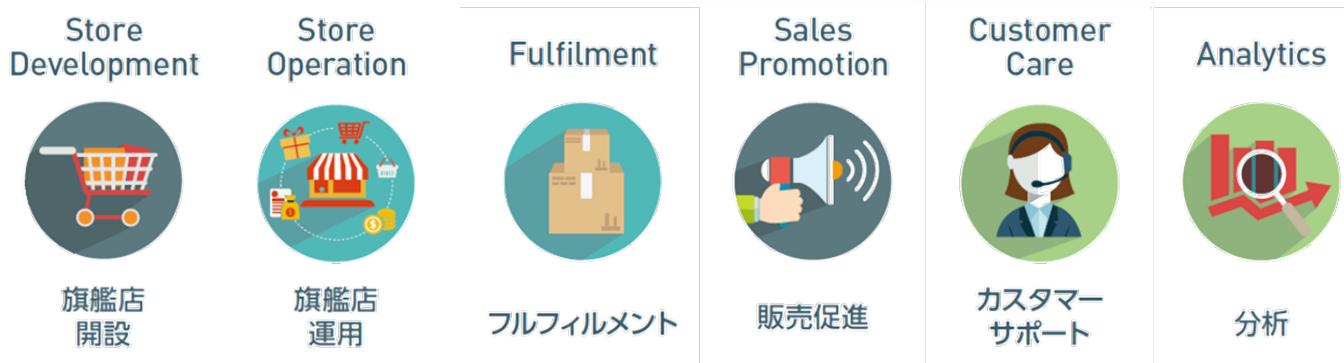 Store
Development
Store
Operation
Fulfilment
Sales
Promotion
Customer
Care
Analytics
旗艦店
開設
旗艦店
運用
フルフィルメント
販売促進
カスタマー
サポート
分析